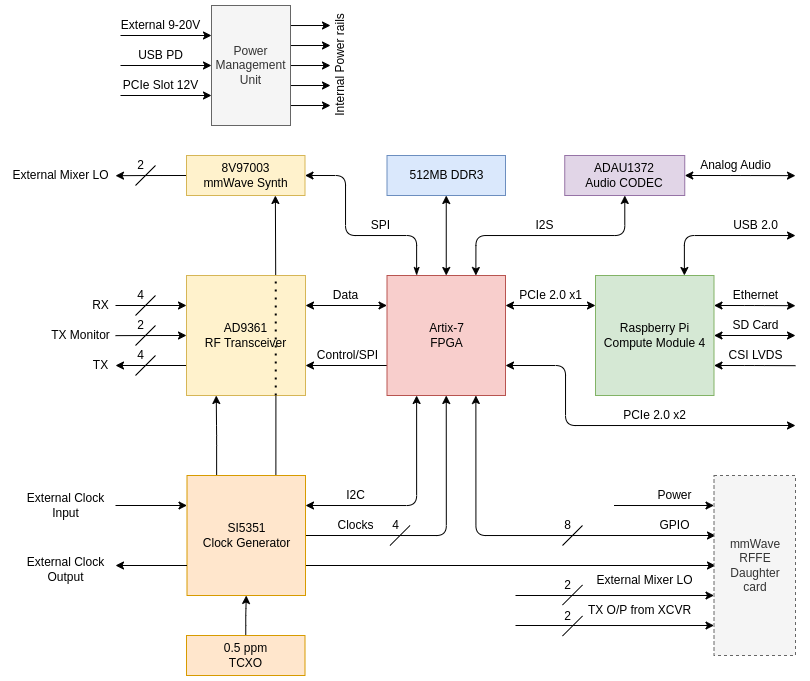 External 9-20V
USB PD
PCIe Slot 12V
Power
Management
Unit
Internal Power rails
External Mixer LO
2
8V97003
mmWave Synth
512MB DDR3
ADAU1372
Audio CODEC
Analog Audio
SPI
I2S
USB 2.0
RX
4
TX Monitor
2
TX
4
AD9361
RF Transceiver
Data
Control/SPI
Artix-7
FPGA
PCIe 2.0 x1
Raspberry Pi
Compute Module 4
Ethernet
SD Card
CSI LVDS
PCIe 2.0 x2
External Clock
Input
External Clock
Output
SI5351
Clock Generator
I2C
Clocks
4
8
Power
GPIO
External Mixer LO
2
TX O/P from XCVR
2
mmWave
RFFE
Daughter
card
0.5 ppm
TCXO